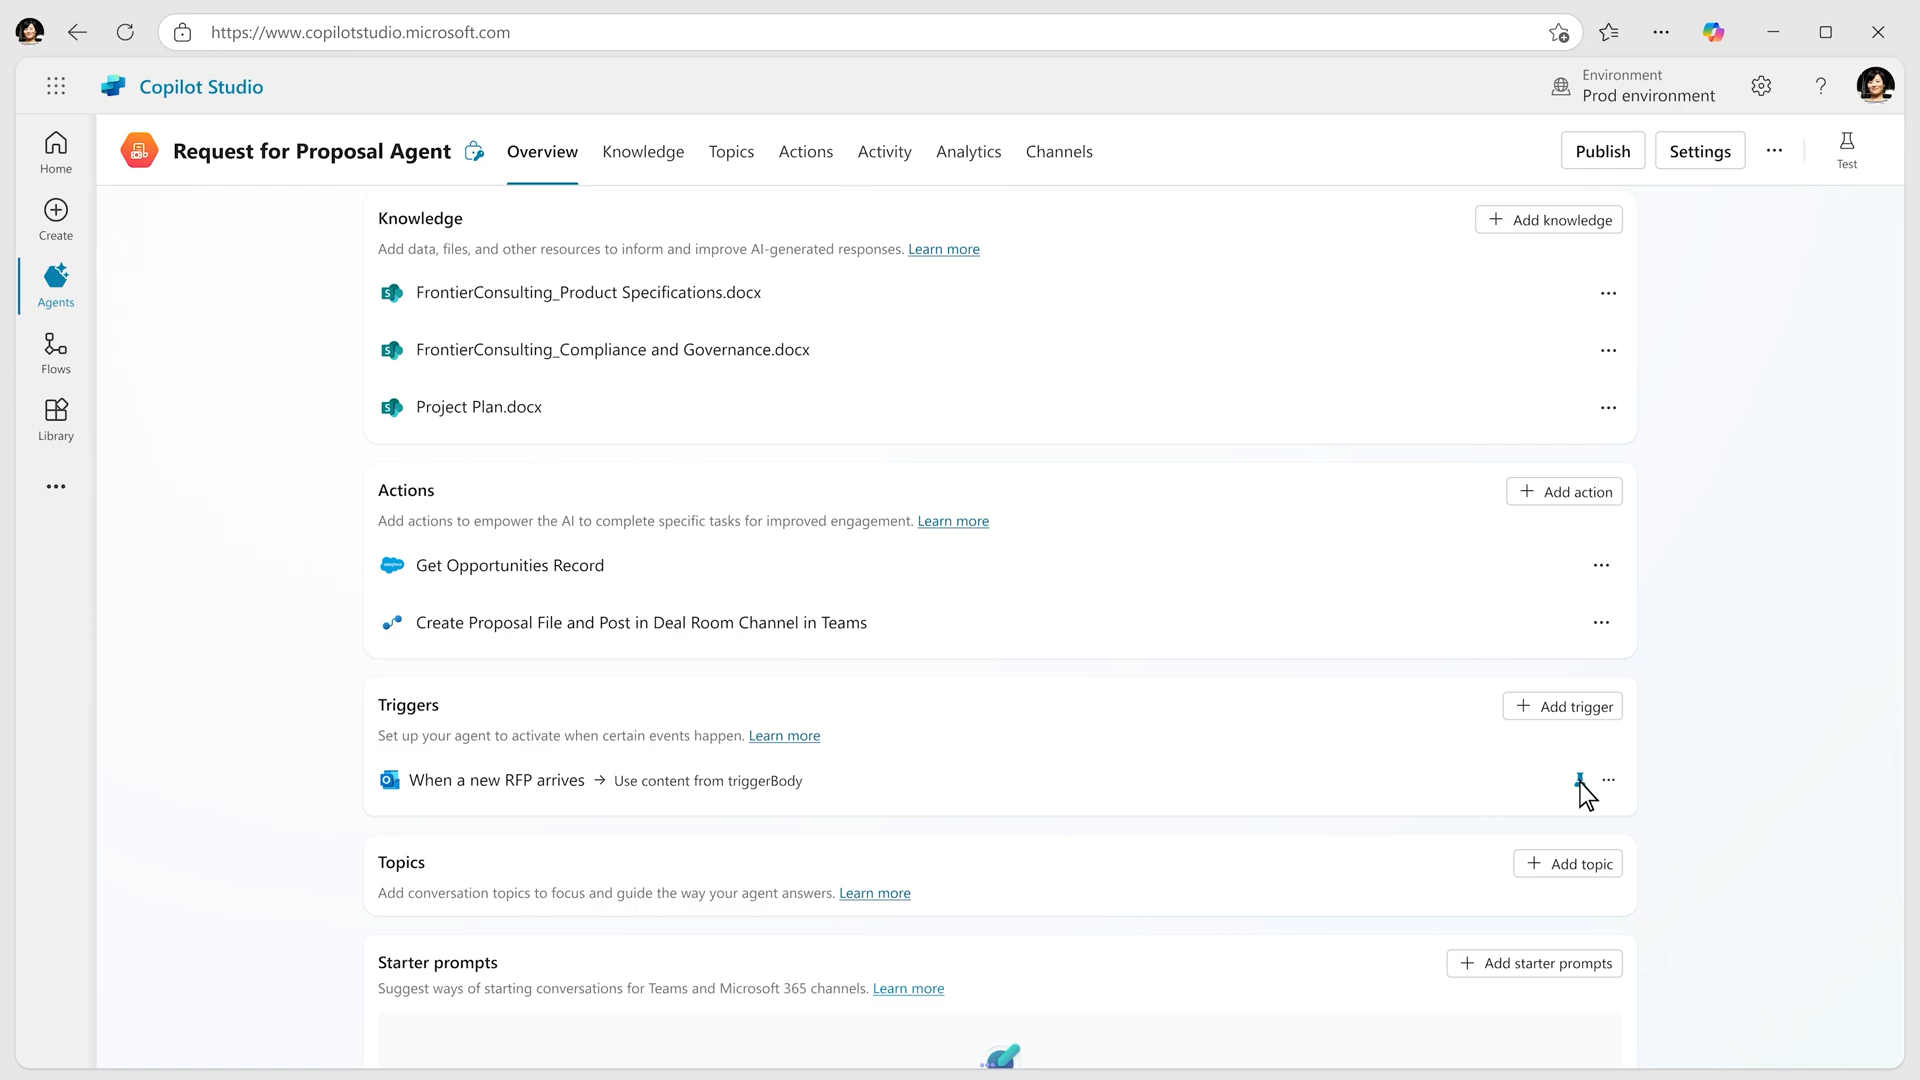 https://www.copilotstudio.microsoft.com
Copilot Studio
Environment
Prod environment
?
Home
Create
Agents
Flows
Library
Request for Proposal Agent
Overview
Knowledge
Topics
Actions
Activity
Analytics
Channels
Publish
Settings
Test
Knowledge
Add knowledge
Add data, files, and other resources to inform and improve AI-generated responses. Learn more
FrontierConsulting_Product Specifications.docx
FrontierConsulting_Compliance and Governance.docx
Project Plan.docx
Actions
Add action
Add actions to empower the AI to complete specific tasks for improved engagement. Learn more
Get Opportunities Record
Create Proposal File and Post in Deal Room Channel in Teams
Triggers
Add trigger
Set up your agent to activate when certain events happen. Learn more
When a new RFP arrives → Use content from triggerBody
Topics
Add topic
Add conversation topics to focus and guide the way your agent answers. Learn more
Starter prompts
Add starter prompts
Suggest ways of starting conversations for Teams and Microsoft 365 channels. Learn more